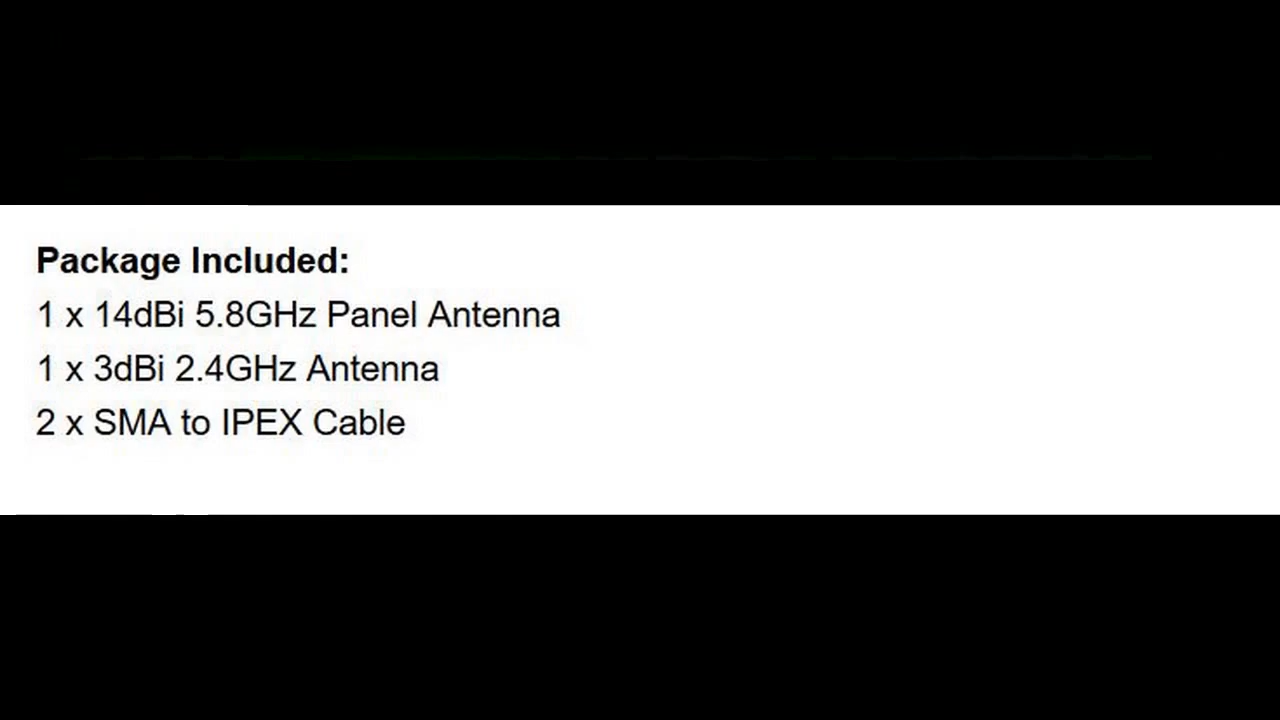 Package Included:
1 x 14dBi 5.8GHz Panel Antenna
1 x 3dBi 2.4GHz Antenna
2 x SMA to IPEX Cable